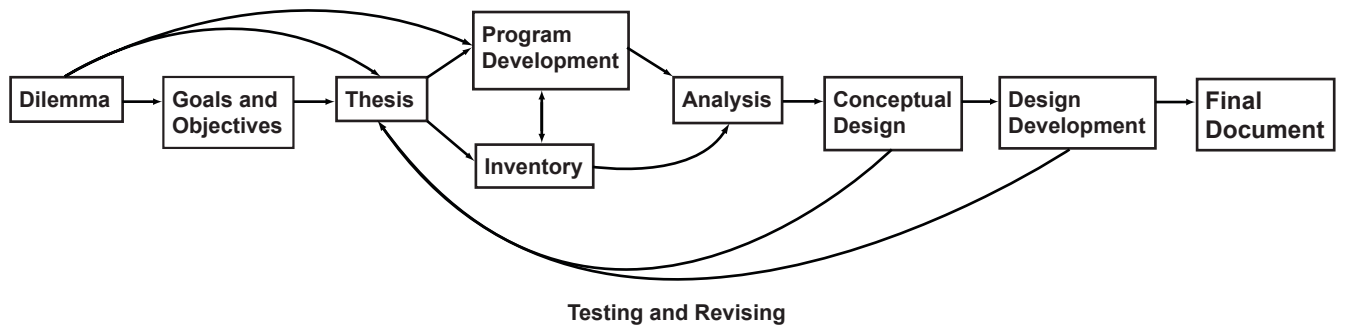 Dilemma
Goals and
Objectives
Thesis
Program
Development
Inventory
Analysis
Conceptual
Design
Design
Development
Final
Document
Testing and Revising